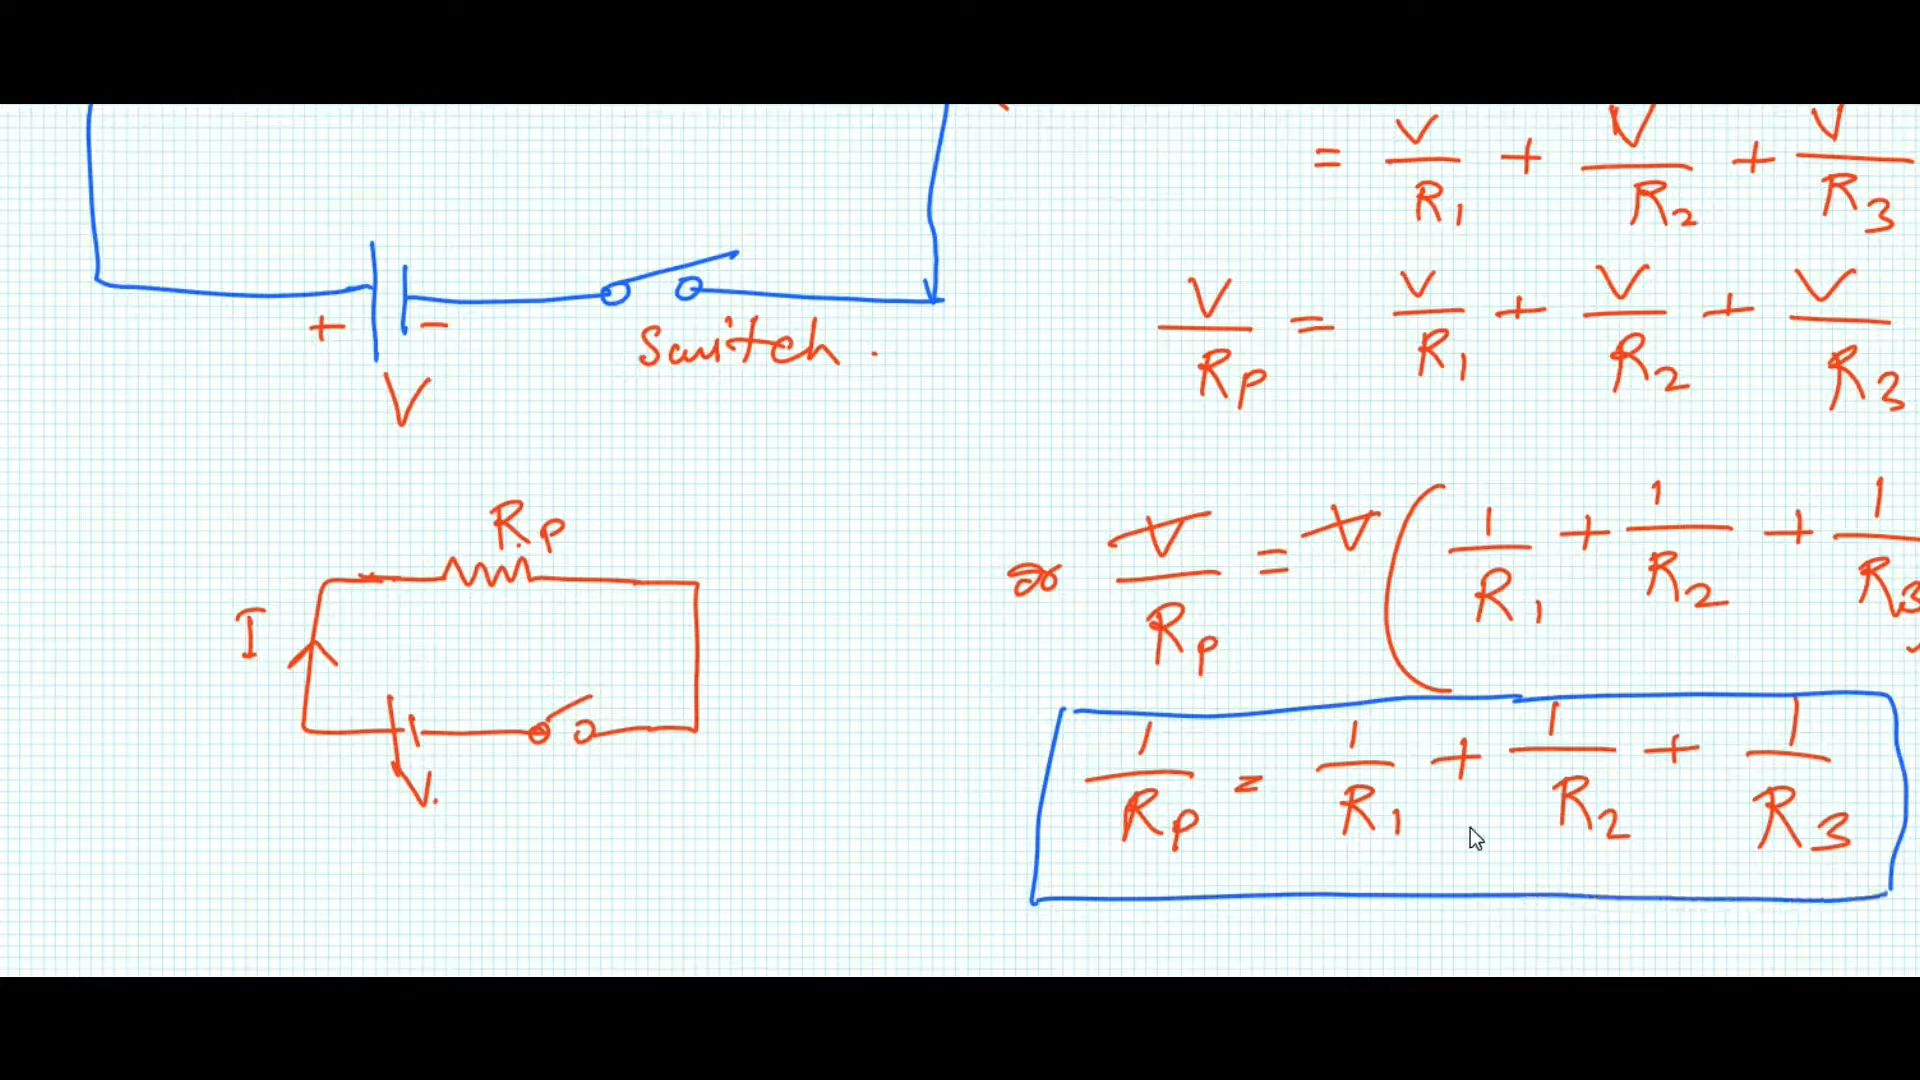 = V/R1 + V/R2 + V/R3
+ -
Switch.
V
V/Rp = V/R1 + V/R2 + V/R3
Rp
I
V.
or V/Rp = V ( 1/R1 + 1/R2 + 1/R3
1/Rp = 1/R1 + 1/R2 + 1/R3